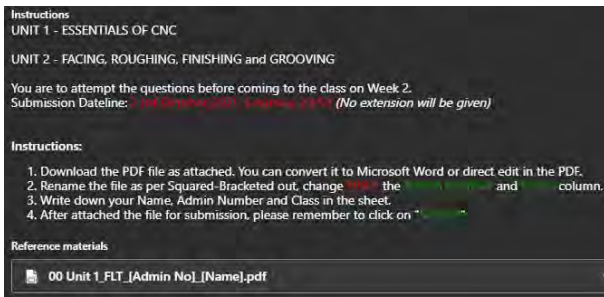 Instructions
UNIT 1 - ESSENTIALS OF CNC
UNIT 2 - FACING, ROUGHING, FINISHING and GROOVING
You are to attempt the questions before coming to the class on Week 2.
Submission Dateline: (No extension will be given)
Instructions:
1. Download the PDF file as attached. You can convert it to Microsoft Word or direct edit in the PDF.
2. Rename the file as per Squared-Bracketed out, change the and column.
3. Write down your Name, Admin Number and Class in the sheet.
4. After attached the file for submission, please remember to click on " ".
Reference materials
00 Unit 1_FLT_[Admin No]_[Name].pdf